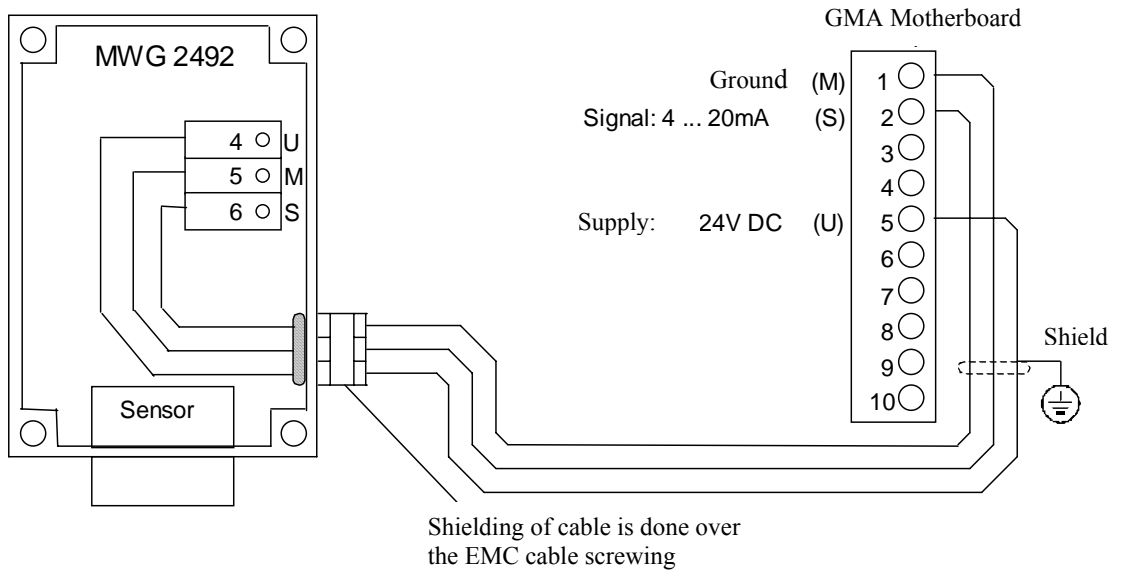 GMA Motherboard
MWG 2492
Ground (M) 1
Signal: 4 ... 20mA (S) 2
3
4
Supply: 24V DC (U) 5
6
7
8
9
10
4 U
5 M
6 S
Shield
Sensor
Shielding of cable is done over
the EMC cable screwing